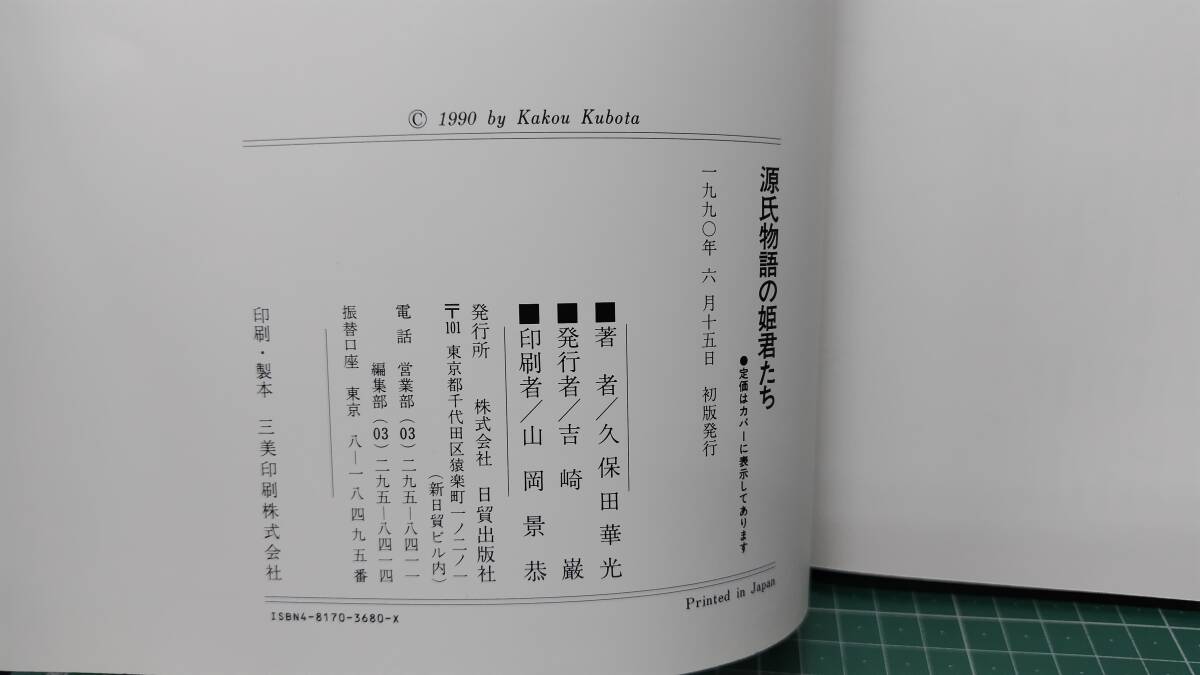 © 1990 by Kakou Kubota
源氏物語の姫君たち
●定価はカバーに表示してあります
一九九〇年 六 月十五日 初版発行
■著 者/久保田華光
■発行者/吉 崎 巌
■印刷者/山 岡 景 恭
発行所 株式会社 日貿出版社
〒101 東京都千代田区猿楽町一ノ二ノ一
(新日貿ビル内)
電 話 営業部(03)二九五―八四一一
編集部(03)二九五―八四一四
振替口座 東京 八―一八四九五番
印刷・製本 三美印刷株式会社
Printed in Japan
ISBN4-8170-3680-X